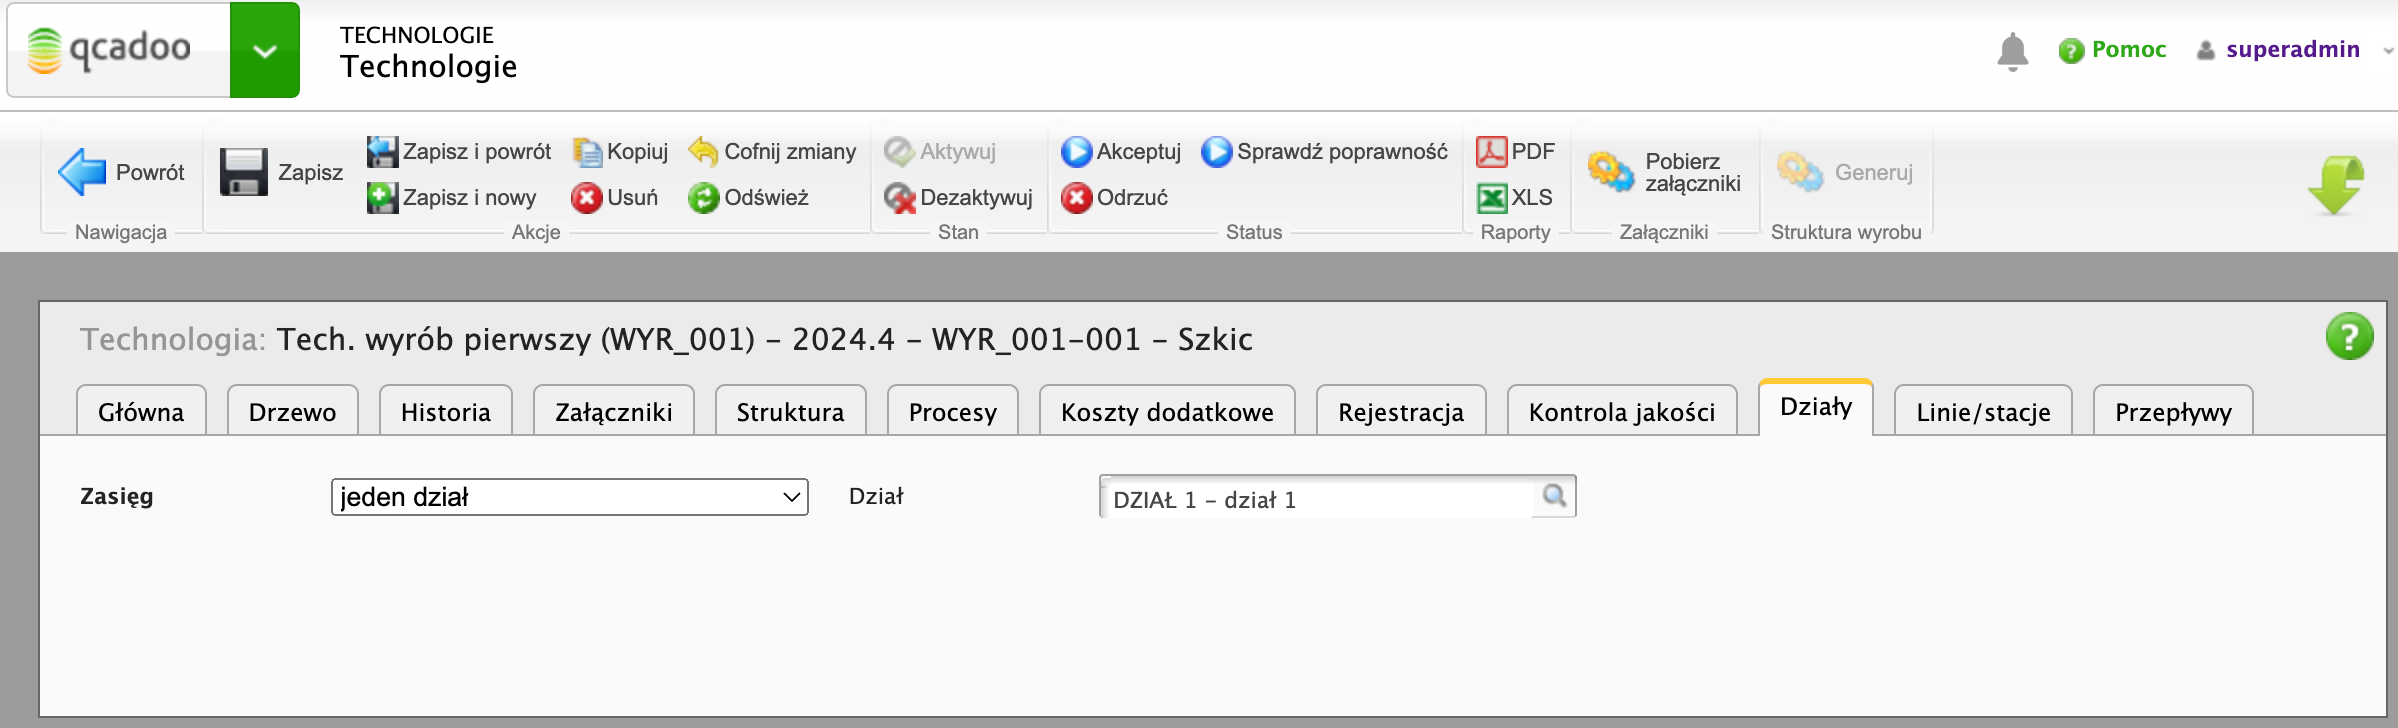 qcadoo
TECHNOLOGIE
Technologie
Pomoc superadmin
Powrót
Nawigacja
Zapisz
Zapisz i powrót Kopiuj Cofnij zmiany
Zapisz i nowy Usuń Odśwież
Akcje
Aktywuj
Dezaktywuj
Stan
Akceptuj Sprawdź poprawność
Odrzuć
Status
PDF
XLS
Raporty
Pobierz
załączniki
Załączniki
Generuj
Struktura wyrobu
Technologia: Tech. wyrób pierwszy (WYR_001) - 2024.4 - WYR_001-001 - Szkic
?
Główna Drzewo Historia Załączniki Struktura Procesy Koszty dodatkowe Rejestracja Kontrola jakości Działy Linie/stacje Przepływy
Zasięg jeden dział Dział DZIAŁ 1 - dział 1